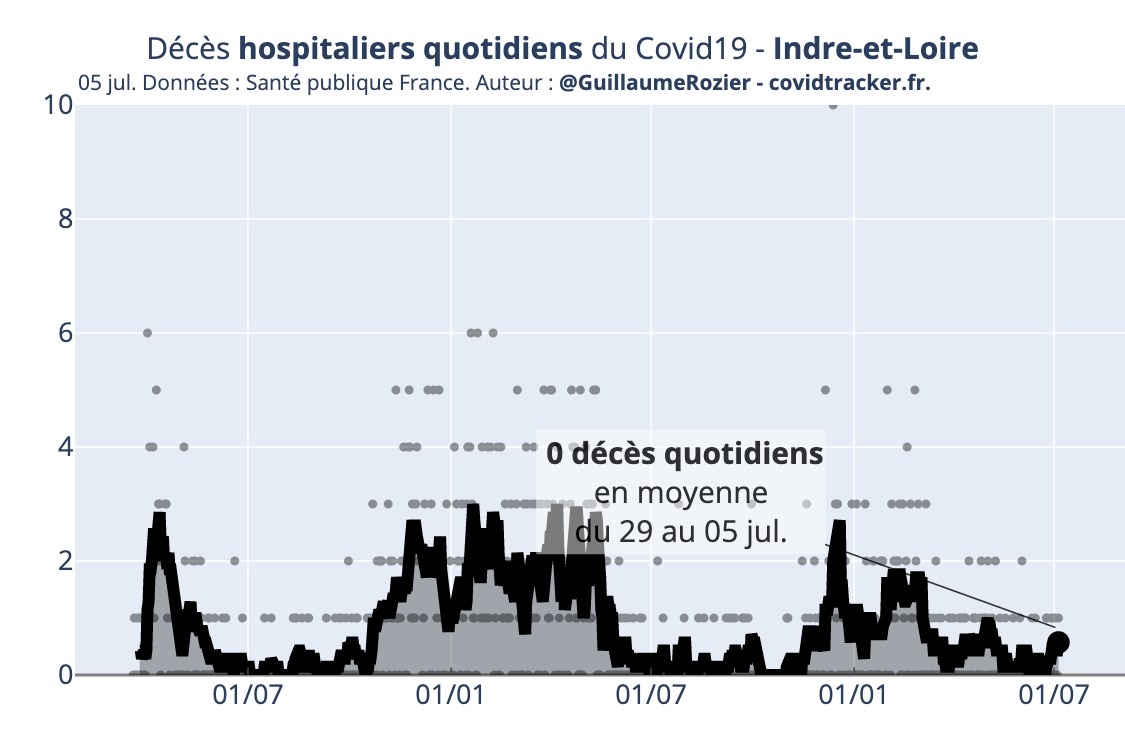 Décès hospitaliers quotidiens du Covid19 - Indre-et-Loire
05 jul. Données : Santé publique France. Auteur : @GuillaumeRozier - covidtracker.fr.
10
8
6
4
2
0
0 décès quotidiens
en moyenne
du 29 au 05 jul.
01/07 01/01 01/07 01/01 01/07